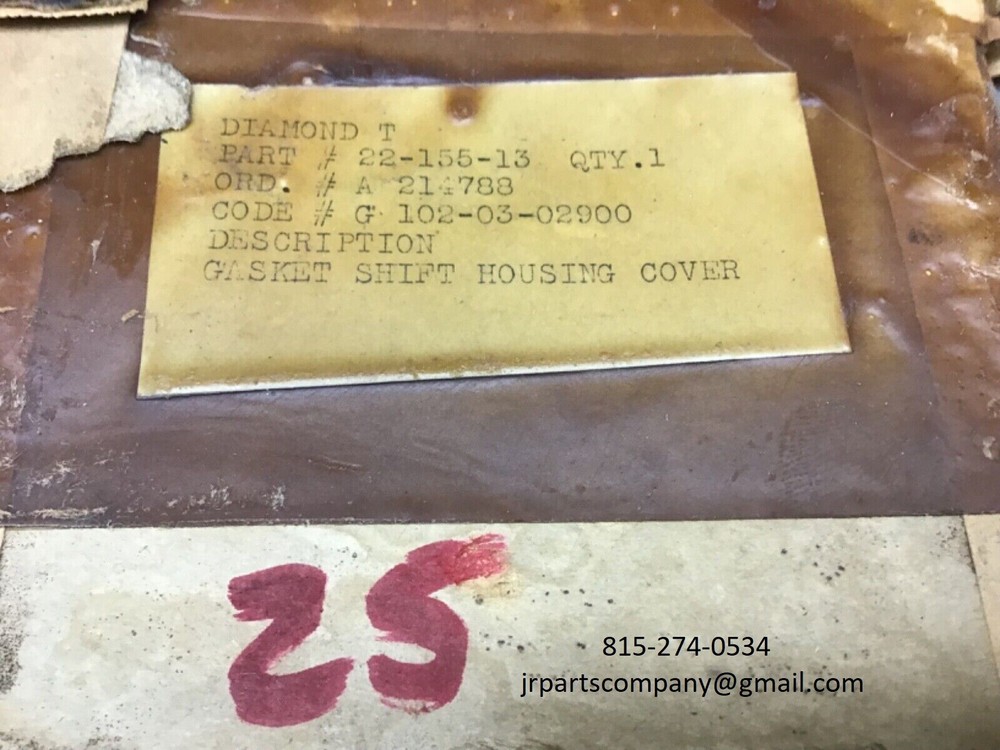 DIAMOND T
PART # 22-155-13 QTY.1
ORD. # A 214788
CODE # G 102-03-02900
DESCRIPTION
GASKET SHIFT HOUSING COVER
25
815-274-0534
jrpartscompany@gmail.com